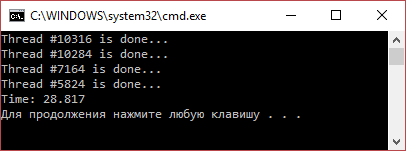 C:\WINDOWS\system32\cmd.exe
Thread #10316 is done...
Thread #10284 is done...
Thread #7164 is done...
Thread #5824 is done...
Time: 28.817
Для продолжения нажмите любую клавишу . . .